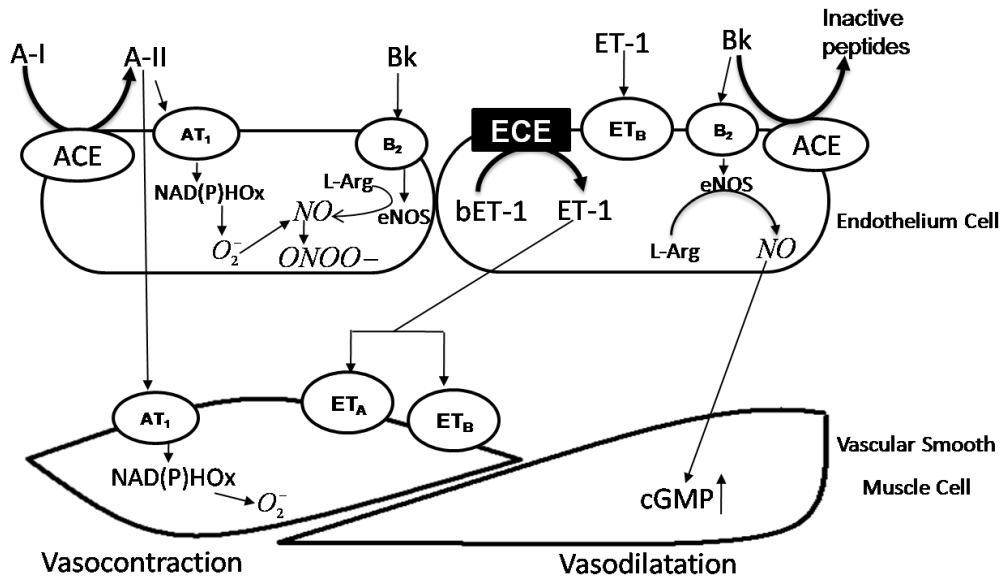 A-I
A-II
Bk
ET-1
Bk
Inactive
peptides
ACE
AT1
B2
ECE
ETB
B2
ACE
NAD(P)HOx
L-Arg
NO
eNOS
O2−
ONOO−
bET-1
ET-1
eNOS
L-Arg
NO
Endothelium Cell
AT1
ETA
ETB
NAD(P)HOx
O2−
cGMP
Vascular Smooth
Muscle Cell
Vasocontraction
Vasodilatation